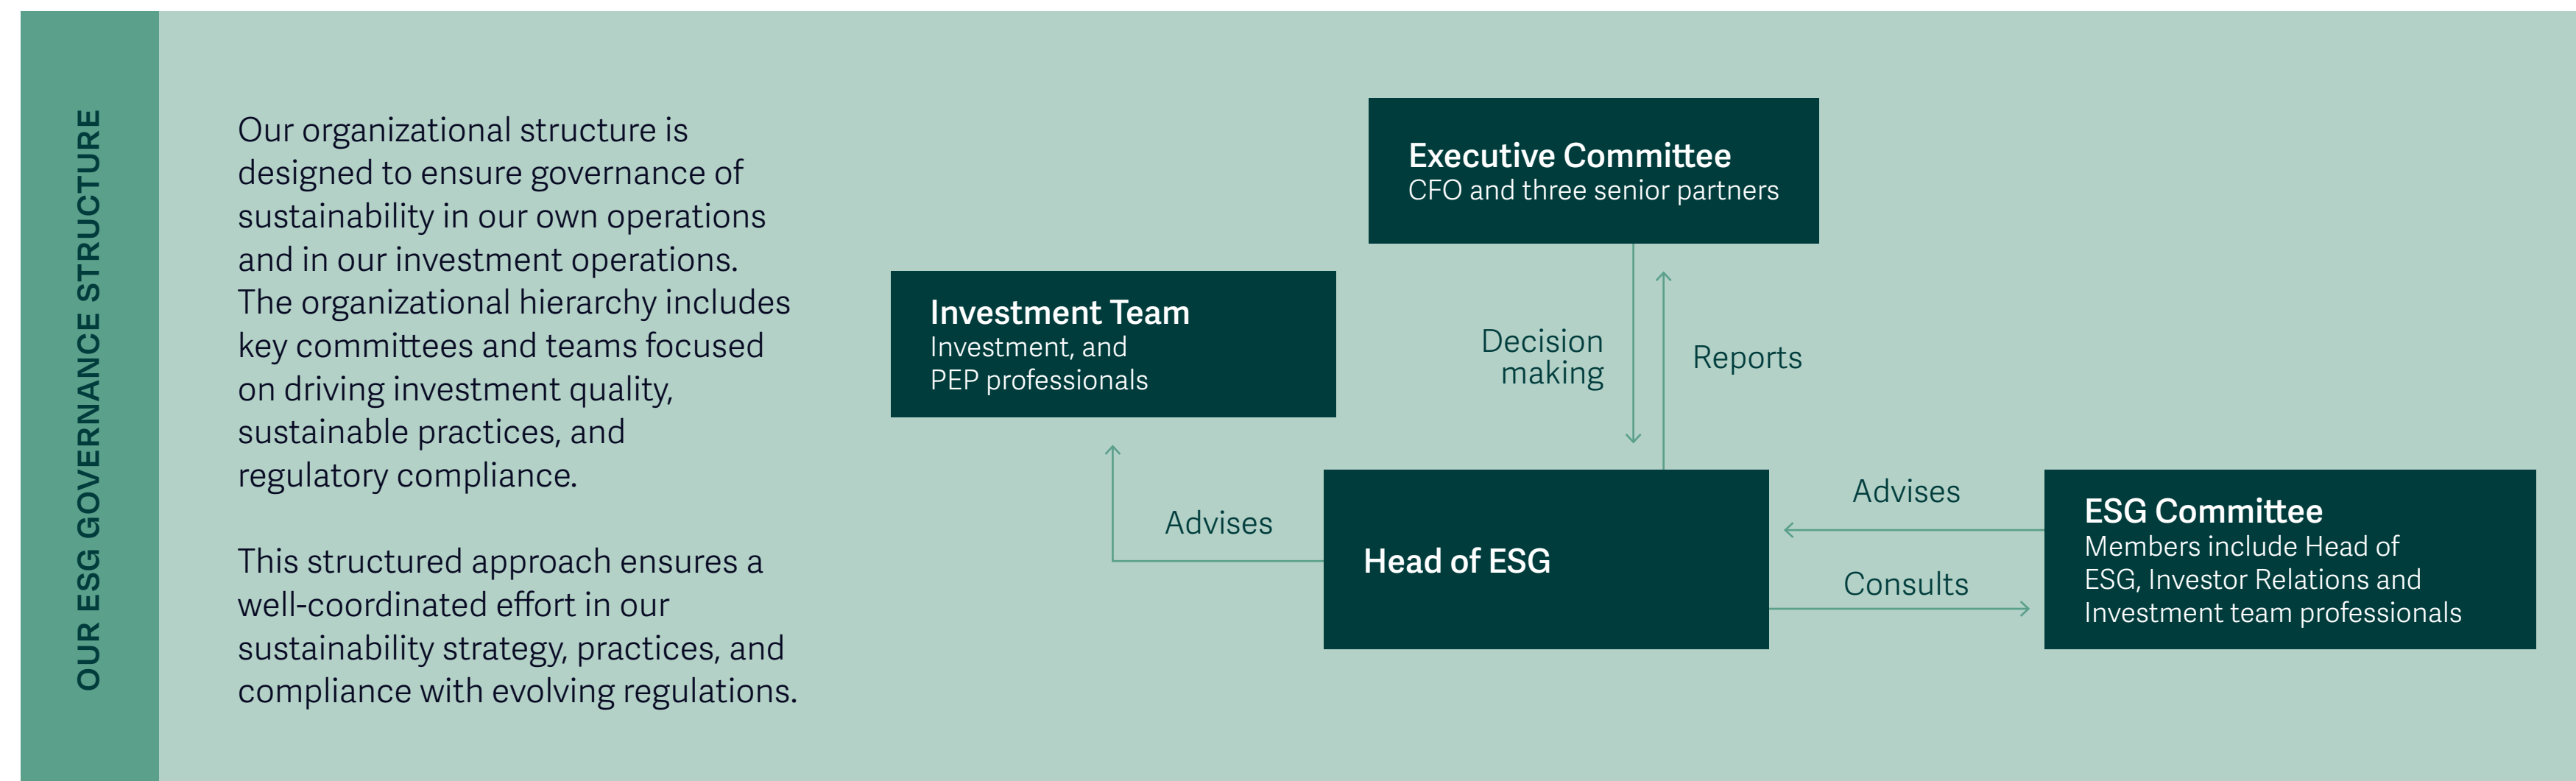 OUR ESG GOVERNANCE STRUCTURE
Our organizational structure is
designed to ensure governance of
sustainability in our own operations
and in our investment operations.
The organizational hierarchy includes
key committees and teams focused
on driving investment quality,
sustainable practices, and
regulatory compliance.
This structured approach ensures a
well-coordinated effort in our
sustainability strategy, practices, and
compliance with evolving regulations.
Executive Committee
CFO and three senior partners
Investment Team
Investment, and
PEP professionals
Decision
making
Reports
Advises
Head of ESG
Advises
Consults
ESG Committee
Members include Head of
ESG, Investor Relations and
Investment team professionals